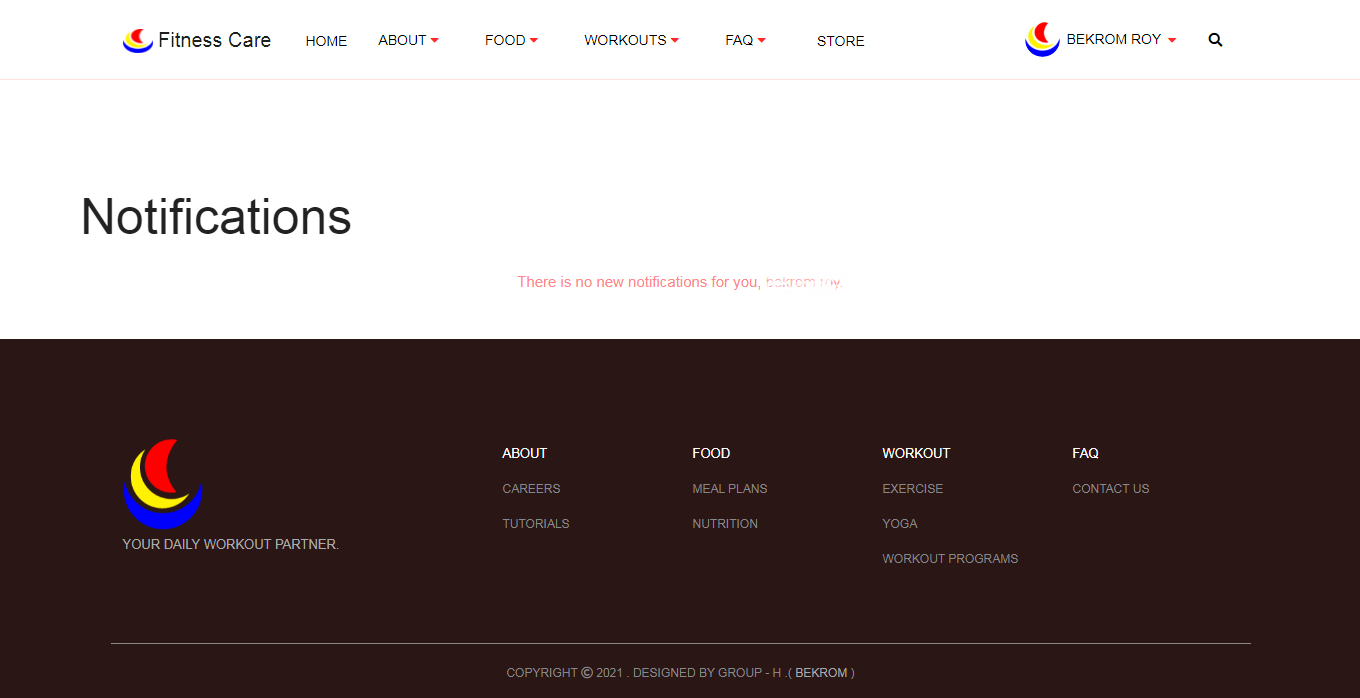 Fitness Care HOME ABOUT FOOD WORKOUTS FAQ STORE BEKROM ROY
Notifications
There is no new notifications for you, bekrom roy.
ABOUT FOOD WORKOUT FAQ
CAREERS MEAL PLANS EXERCISE CONTACT US
TUTORIALS NUTRITION YOGA
YOUR DAILY WORKOUT PARTNER.
WORKOUT PROGRAMS
COPYRIGHT © 2021 . DESIGNED BY GROUP - H .( BEKROM )